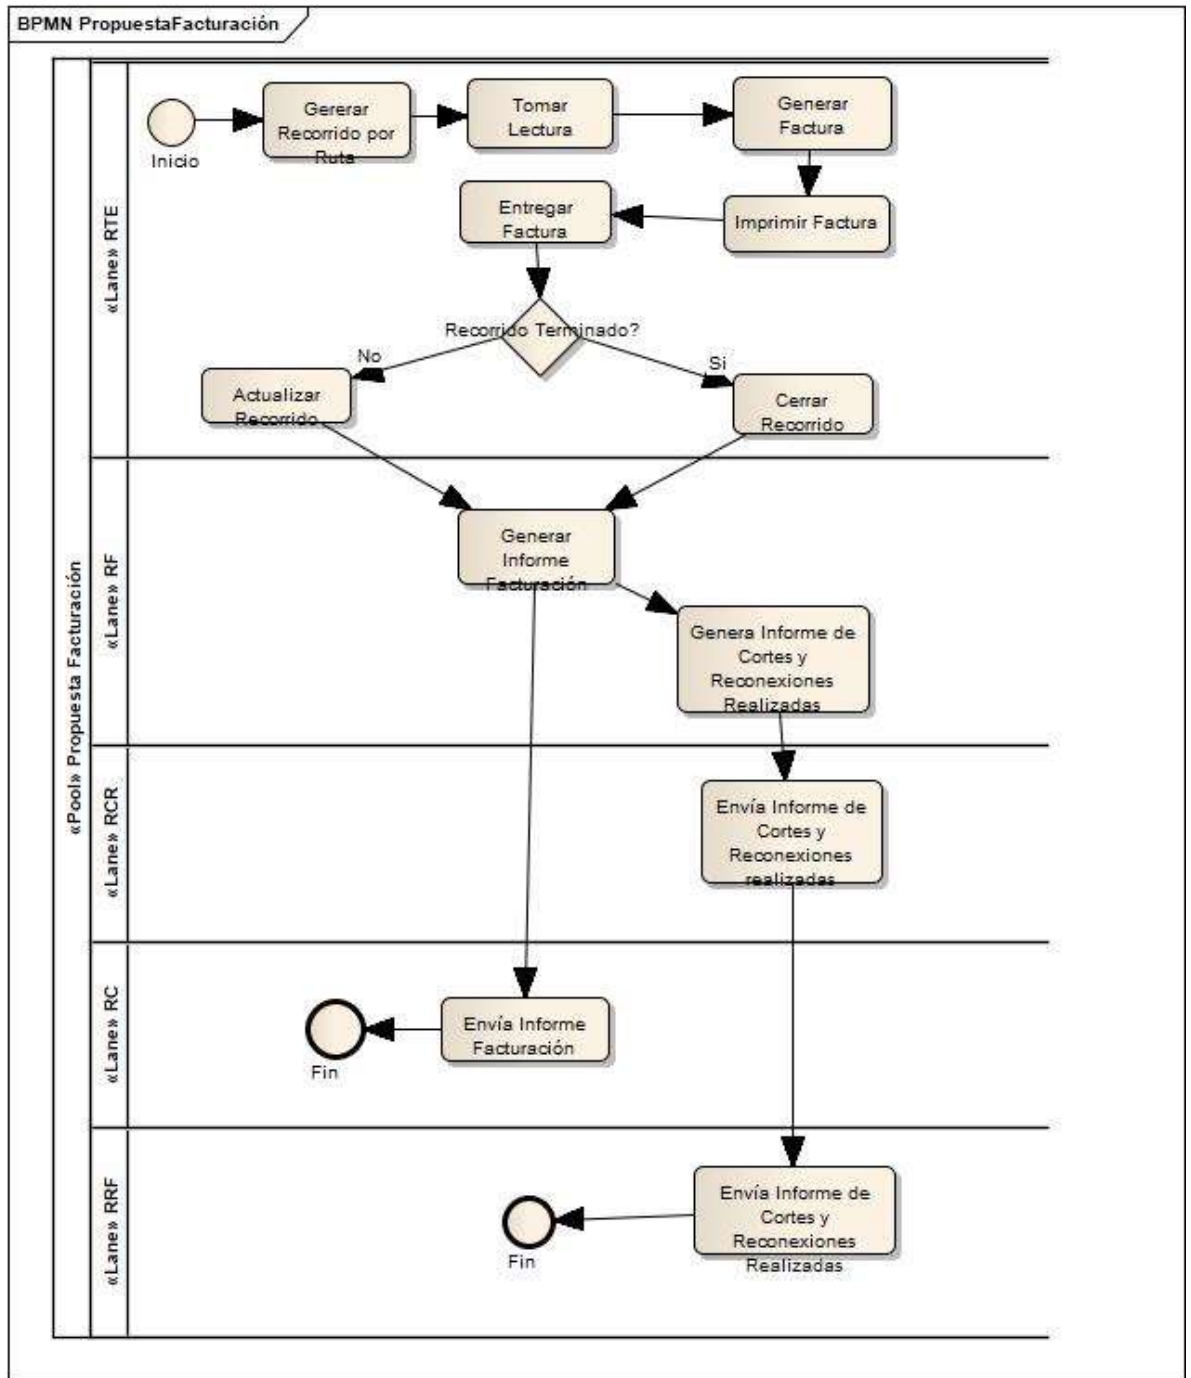 BPMN PropuestaFacturación
«Pool» Propuesta Facturación
«Lane» RTE
Inicio
Gererar
Recorrido por
Ruta
Tomar
Lectura
Generar
Factura
Imprimir Factura
Entregar
Factura
Recorrido Terminado?
No
Si
Actualizar
Recorrido
Cerrar
Recorrido
«Lane» RF
Generar
Informe
Facturación
Genera Informe de
Cortes y
Reconexiones
Realizadas
«Lane» RCR
Envía Informe de
Cortes y
Reconexiones
realizadas
«Lane» RC
Envía Informe
Facturación
Fin
«Lane» RRF
Envía Informe de
Cortes y
Reconexiones
Realizadas
Fin